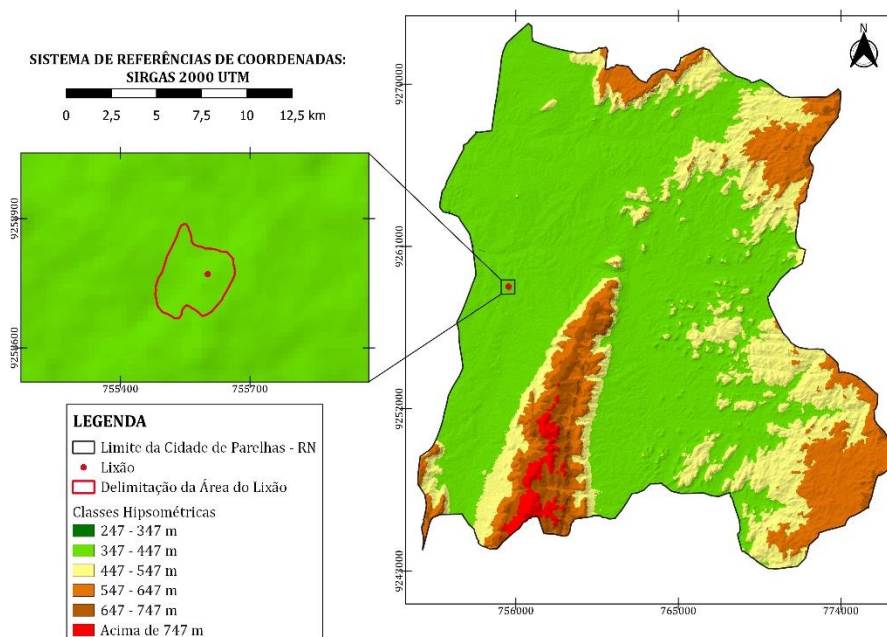 SISTEMA DE REFERÊNCIAS DE COORDENADAS:
SIRGAS 2000 UTM
0 2,5 5 7,5 10 12,5 km
9258900
9258600
755400 755700
LEGENDA
Limite da Cidade de Parelhas - RN
Lixão
Delimitação da Área do Lixão
Classes Hipsométricas
247 - 347 m
347 - 447 m
447 - 547 m
547 - 647 m
647 - 747 m
Acima de 747 m
N
9270000
9261000
9252000
9243000
756000 765000 774000